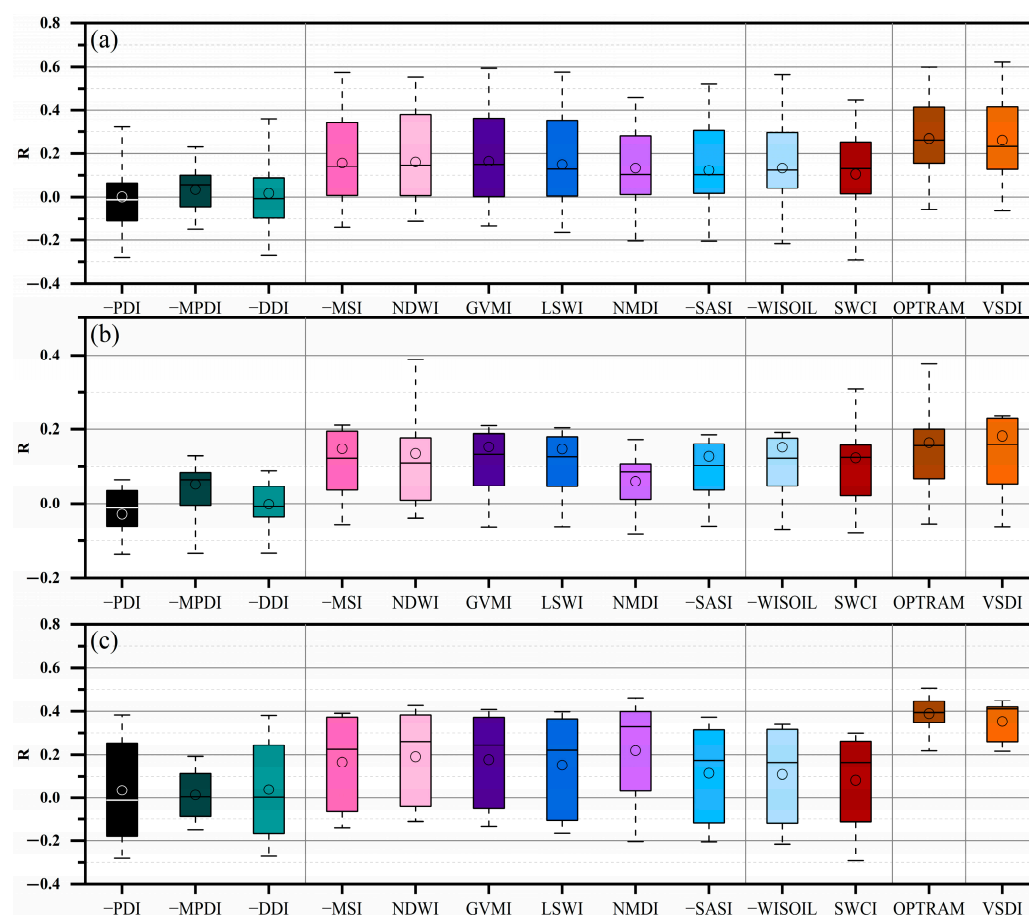 (a)
R
0.8
0.6
0.4
0.2
0.0
−0.2
−0.4
−PDI −MPDI −DDI −MSI NDWI GVMI LSWI NMDI −SASI −WISOIL SWCI OPTRAM VSDI
(b)
R
0.4
0.2
0.0
−0.2
−PDI −MPDI −DDI −MSI NDWI GVMI LSWI NMDI −SASI −WISOIL SWCI OPTRAM VSDI
(c)
R
0.8
0.6
0.4
0.2
0.0
−0.2
−0.4
−PDI −MPDI −DDI −MSI NDWI GVMI LSWI NMDI −SASI −WISOIL SWCI OPTRAM VSDI